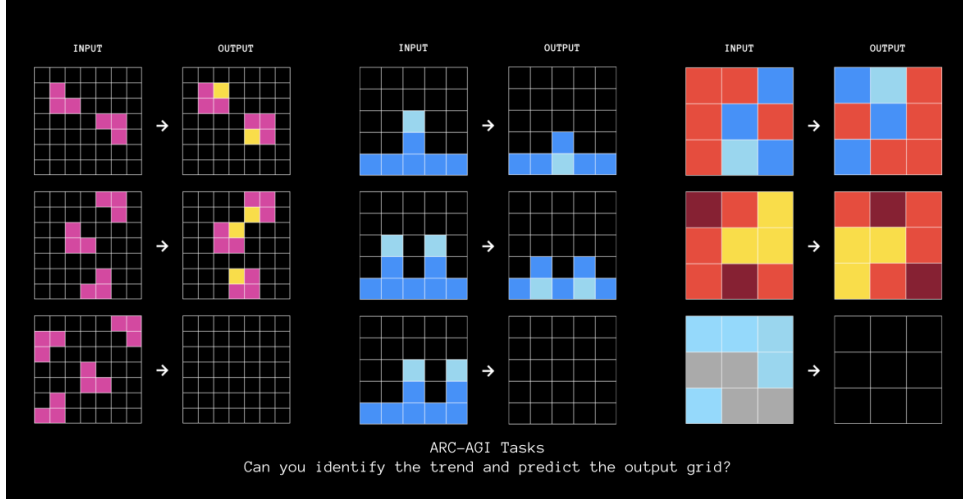 INPUT
OUTPUT
INPUT
OUTPUT
INPUT
OUTPUT
ARC-AGI Tasks
Can you identify the trend and predict the output grid?